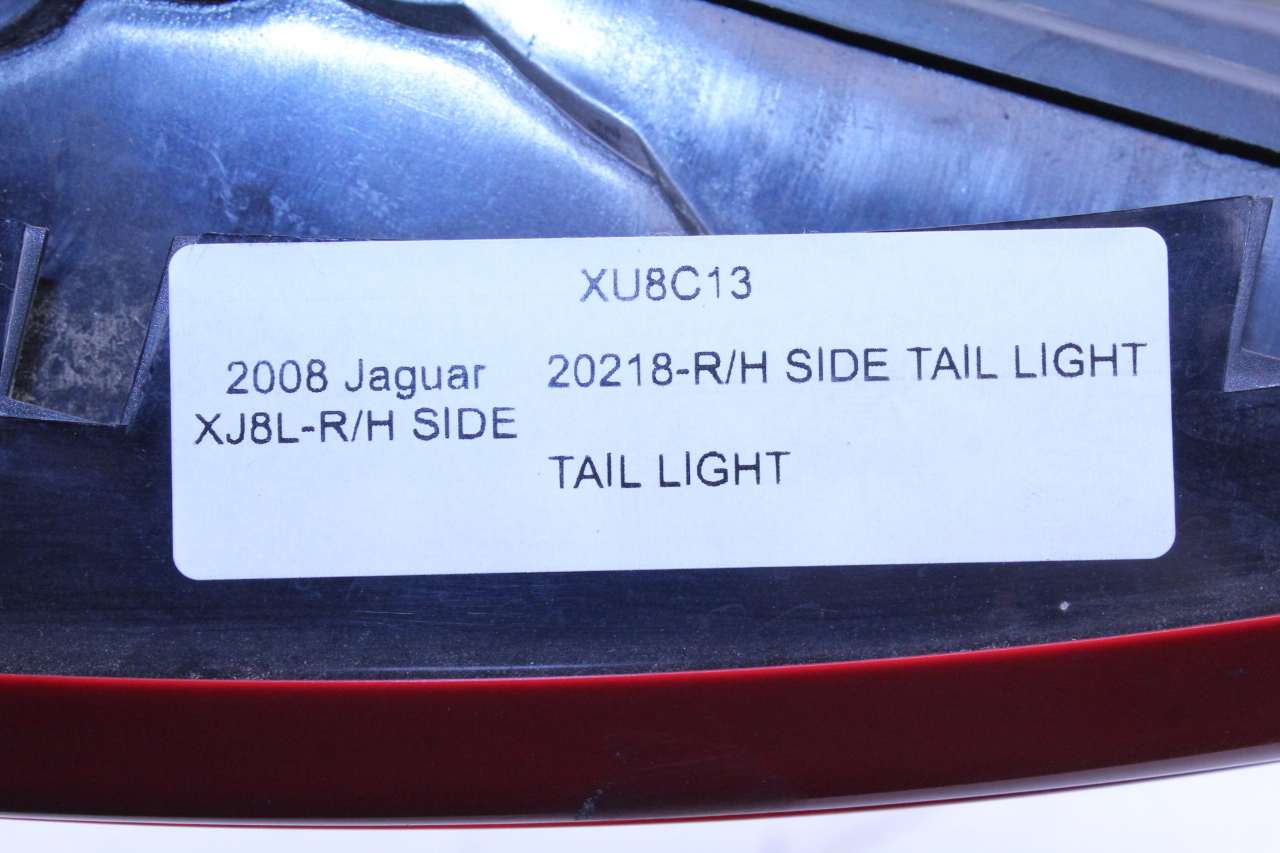 XU8C13
2008 Jaguar 20218-R/H SIDE TAIL LIGHT
XJ8L-R/H SIDE
TAIL LIGHT